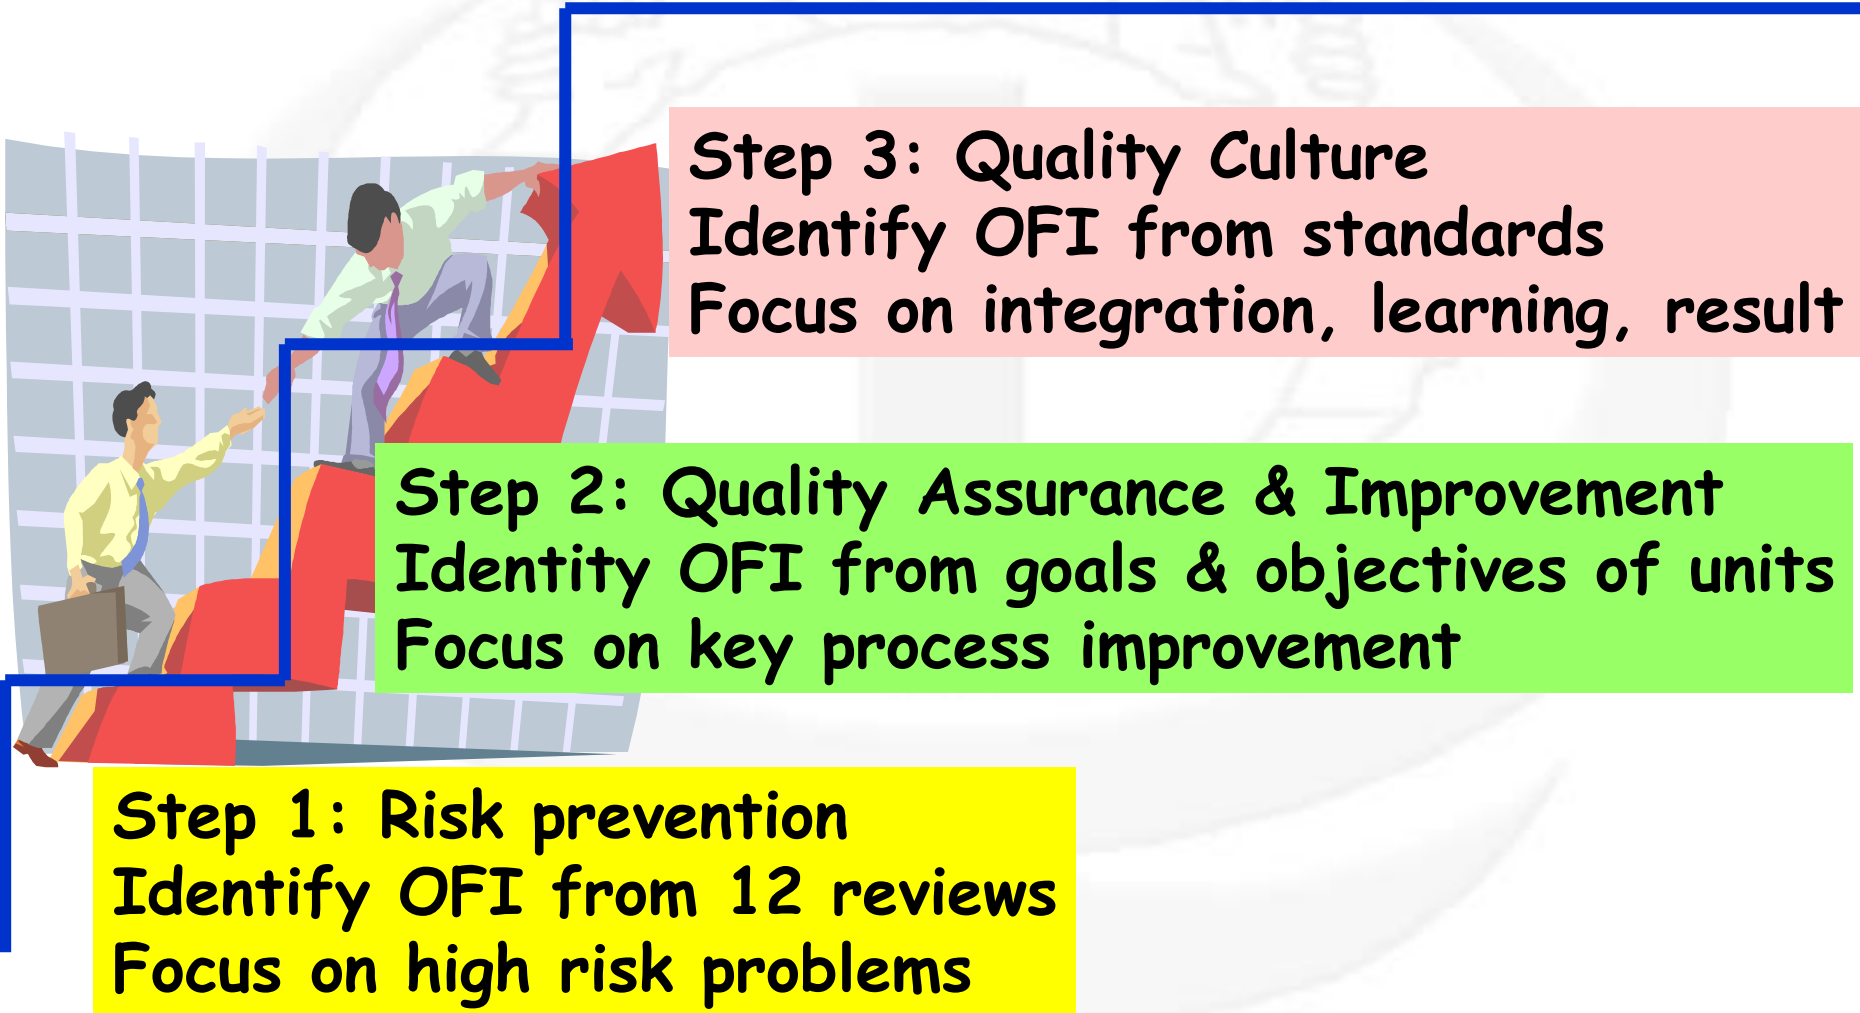 Step 3: Quality Culture
Identify OFI from standards
Focus on integration, learning, result
Step 2: Quality Assurance & Improvement
Identity OFI from goals & objectives of units
Focus on key process improvement
Step 1: Risk prevention
Identify OFI from 12 reviews
Focus on high risk problems